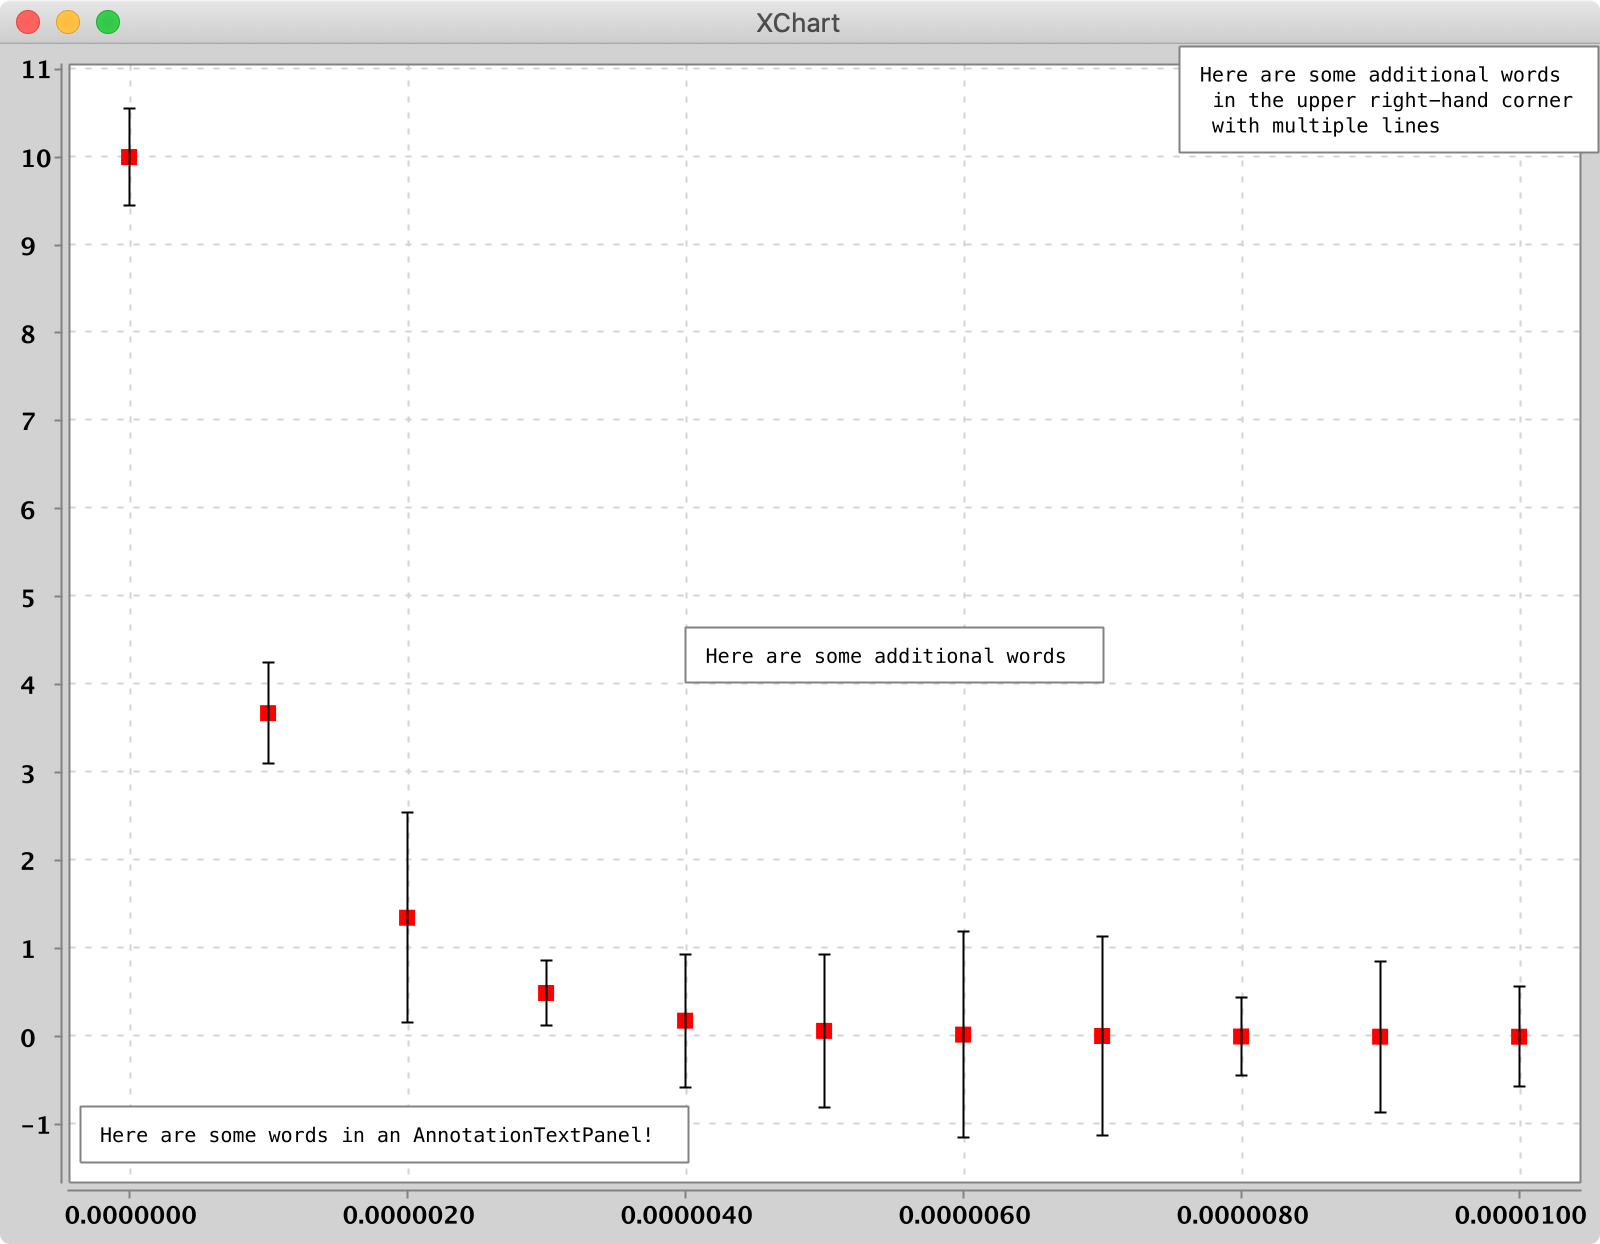 XChart
Here are some additional words
in the upper right-hand corner
with multiple lines
11
10
9
8
7
6
5
4
3
2
1
0
-1
Here are some additional words
Here are some words in an AnnotationTextPanel!
0.0000000 0.0000020 0.0000040 0.0000060 0.0000080 0.0000100